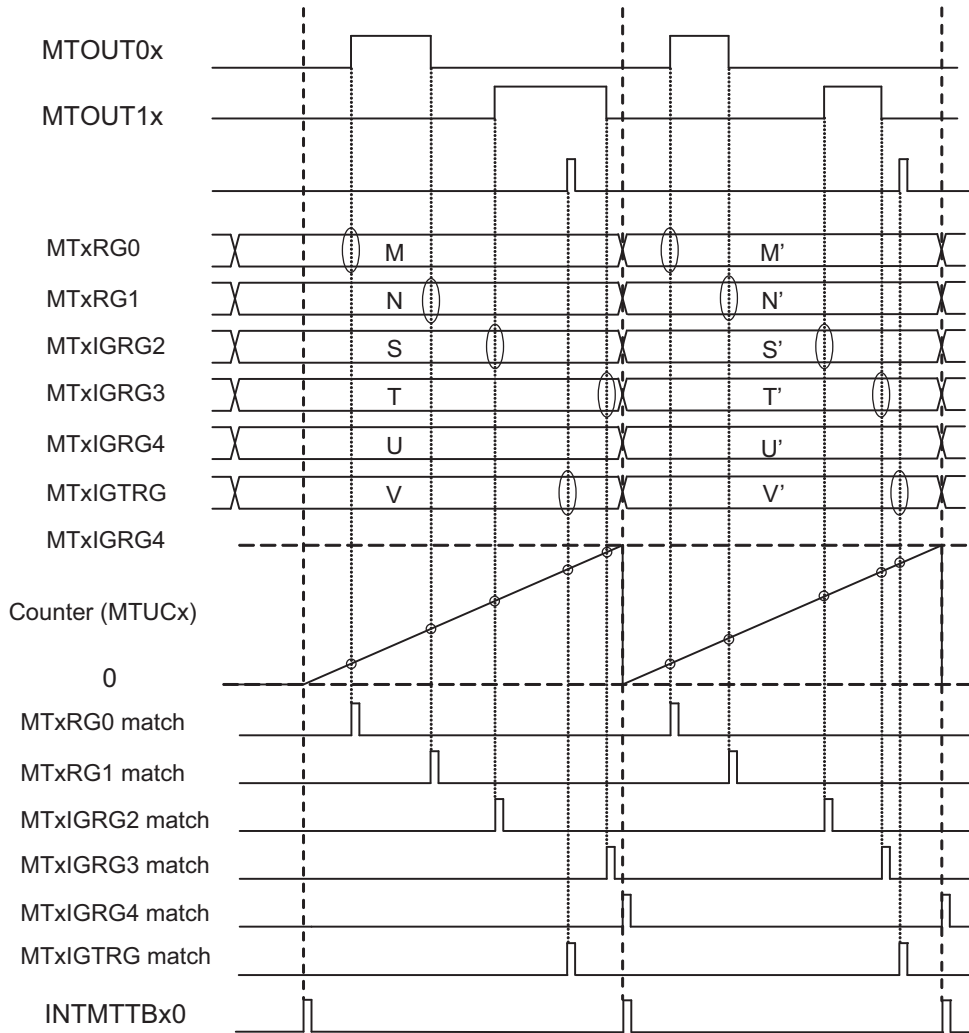 MTOUT0x
MTOUT1x
MTxRG0 M M'
MTxRG1 N N'
MTxIGRG2 S S'
MTxIGRG3 T T'
MTxIGRG4 U U'
MTxIGTRG V V'
MTxIGRG4
Counter (MTUCx)
0
MTxRG0 match
MTxRG1 match
MTxIGRG2 match
MTxIGRG3 match
MTxIGRG4 match
MTxIGTRG match
INTMTTBx0